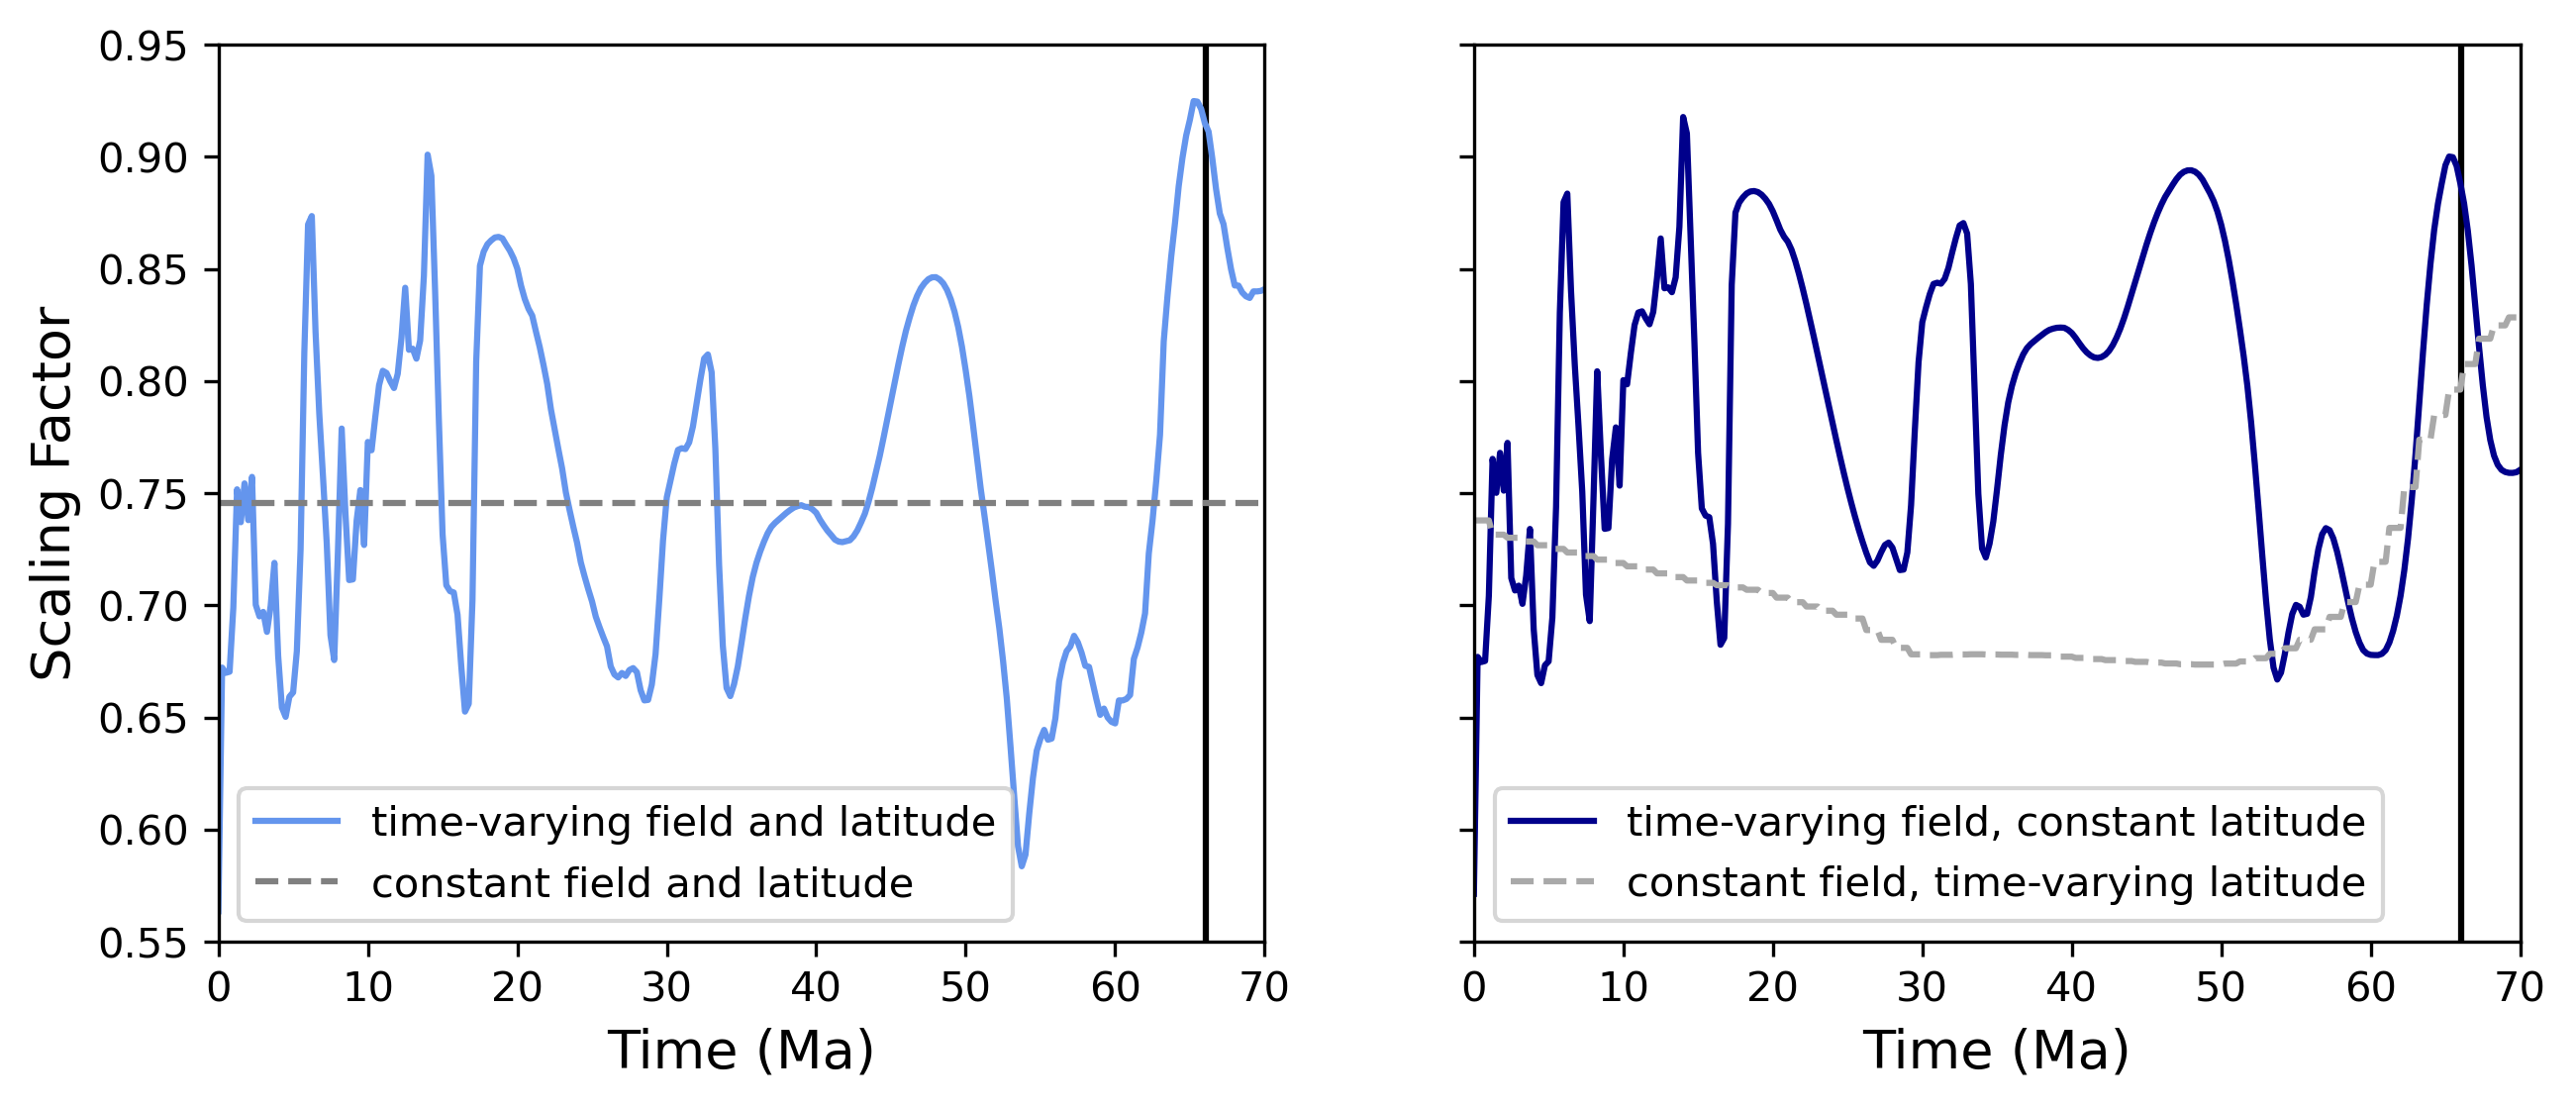 0.95
0.90
0.85
0.80
0.75
0.70
0.65
0.60
0.55
Scaling Factor
time-varying field and latitude
constant field and latitude
0 10 20 30 40 50 60 70
Time (Ma)
time-varying field, constant latitude
constant field, time-varying latitude
0 10 20 30 40 50 60 70
Time (Ma)